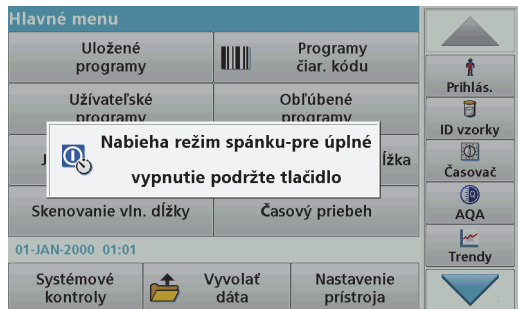 Hlavné menu
Uložené
programy
Programy
čiar. kódu
Užívateľské
programy
Obľúbené
programy
Nabieha režim spánku-pre úplné
vypnutie podržte tlačidlo
J
ĺžka
Skenovanie vln. dĺžky
Časový priebeh
01-JAN-2000 01:01
Systémové
kontroly
Vyvolať
dáta
Nastavenie
prístroja
Prihlás.
ID vzorky
Časovač
AQA
Trendy